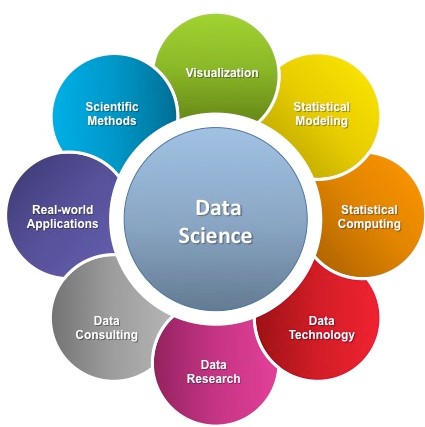 Visualization
Statistical
Modeling
Statistical
Computing
Data
Technology
Data
Research
Data
Consulting
Real-world
Applications
Scientific
Methods
Data
Science